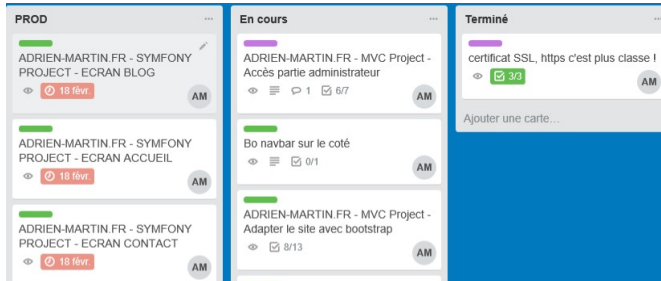 PROD
ADRIEN-MARTIN.FR - SYMFONY
PROJECT - ECRAN BLOG
18 févr.
AM
ADRIEN-MARTIN.FR - SYMFONY
PROJECT - ECRAN ACCUEIL
18 févr.
AM
ADRIEN-MARTIN.FR - SYMFONY
PROJECT - ECRAN CONTACT
18 févr.
AM
En cours
ADRIEN-MARTIN.FR - MVC Project -
Accès partie administrateur
1 6/7
AM
Bo navbar sur le coté
0/1
AM
ADRIEN-MARTIN.FR - MVC Project -
Adapter le site avec bootstrap
8/13
AM
Terminé
certificat SSL, https c'est plus classe !
3/3
AM
Ajouter une carte...